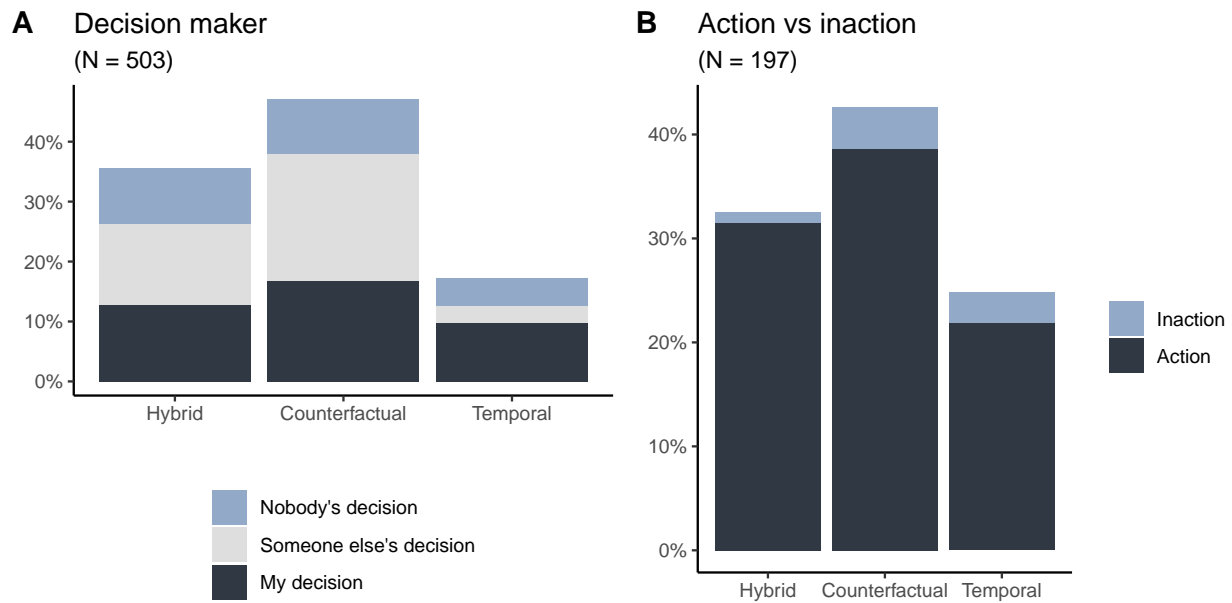 A Decision maker
(N = 503)
40%
30%
20%
10%
0%
Hybrid Counterfactual Temporal
Nobody's decision
Someone else's decision
My decision
B Action vs inaction
(N = 197)
40%
30%
20%
10%
0%
Hybrid Counterfactual Temporal
Inaction
Action